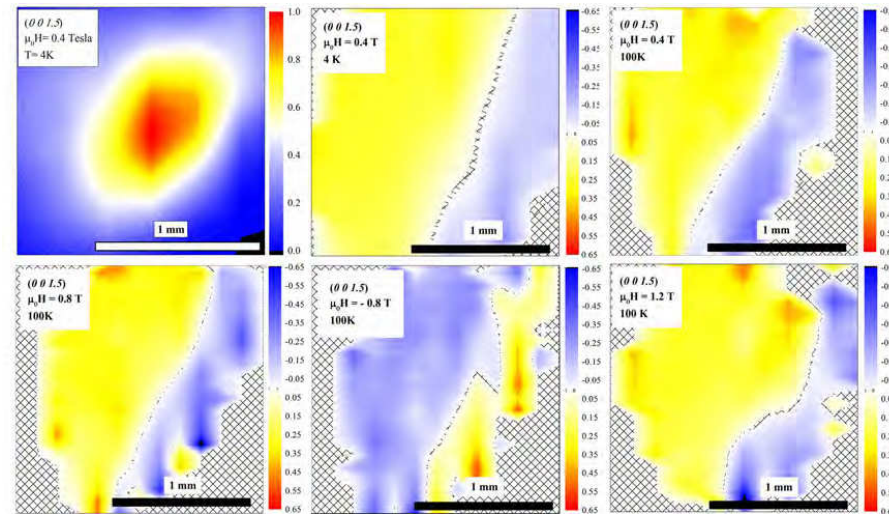 (0 0 1.5)
μ₀H= 0.4 Tesla
T= 4K
1 mm
1.0
0.8
0.6
0.4
0.2
0.0
(0 0 1.5)
μ₀H= 0.4 T
4 K
1 mm
-0.65
-0.55
-0.45
-0.35
-0.25
-0.15
-0.05
0.05
0.15
0.25
0.35
0.45
0.55
0.65
(0 0 1.5)
μ₀H = 0.4 T
100K
1 mm
(0 0 1.5)
μ₀H = 0.8 T
100K
1 mm
-0.65
-0.55
-0.45
-0.35
-0.25
-0.15
-0.05
0.05
0.15
0.25
0.35
0.45
0.55
0.65
(0 0 1.5)
μ₀H = - 0.8 T
100K
1 mm
-0.65
-0.55
-0.45
-0.35
-0.25
-0.15
-0.05
0.05
0.15
0.25
0.35
0.45
0.55
0.65
(0 0 1.5)
μ₀H = 1.2 T
100 K
1 mm